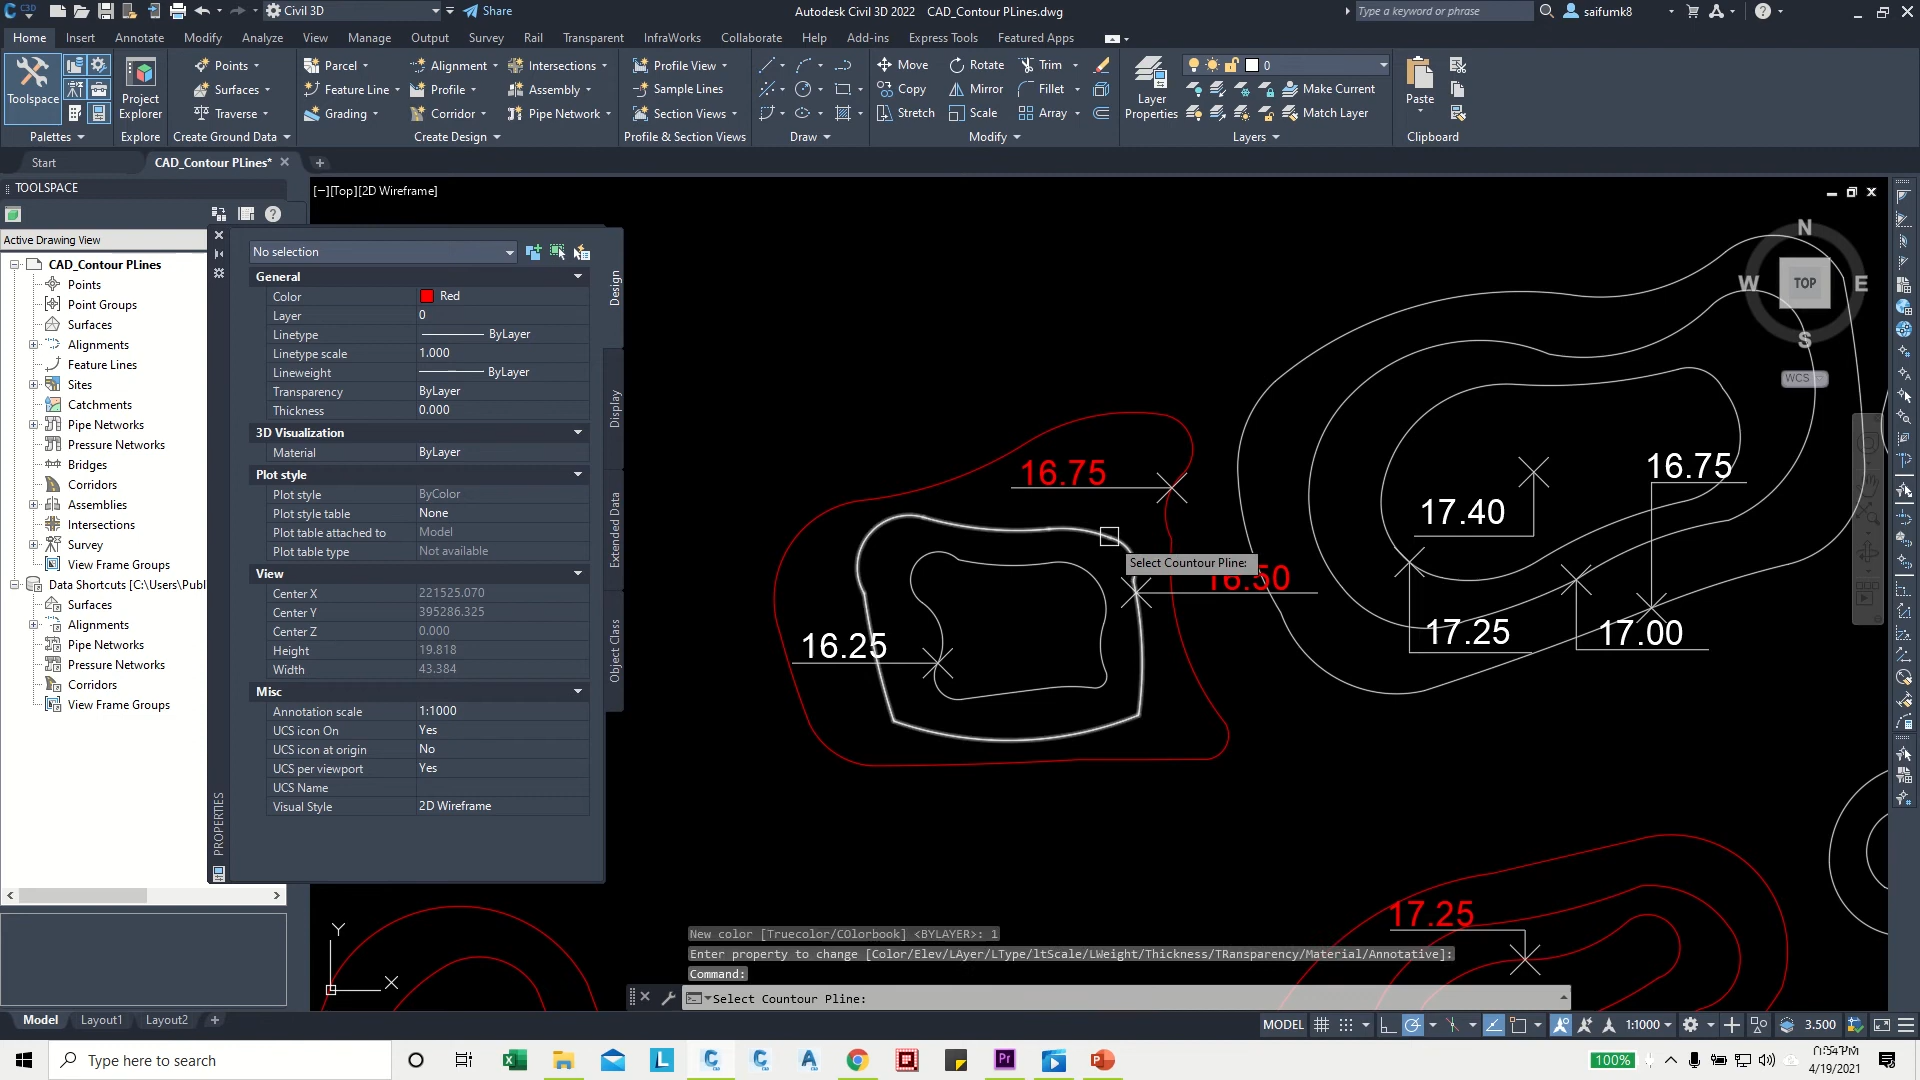 Civil 3D
Share
Autodesk Civil 3D 2022 CAD_Contour PLines.dwg
Type a keyword or phrase
saifumk8
Home Insert Annotate Modify Analyze View Manage Output Survey Rail Transparent InfraWorks Collaborate Help Add-ins Express Tools Featured Apps
Toolspace
Palettes
Project Explorer
Explore
Points
Surfaces
Traverse
Create Ground Data
Parcel
Feature Line
Grading
Alignment
Profile
Corridor
Intersections
Assembly
Pipe Network
Create Design
Profile View
Sample Lines
Section Views
Profile & Section Views
Draw
Move
Copy
Stretch
Rotate
Mirror
Scale
Trim
Fillet
Array
Modify
Layer Properties
0
Make Current
Match Layer
Layers
Paste
Clipboard
Start
CAD_Contour PLines*
TOOLSPACE
Active Drawing View
CAD_Contour PLines
Points
Point Groups
Surfaces
Alignments
Feature Lines
Sites
Catchments
Pipe Networks
Pressure Networks
Bridges
Corridors
Assemblies
Intersections
Survey
View Frame Groups
Data Shortcuts [C:\Users\Publ
Surfaces
Alignments
Pipe Networks
Pressure Networks
Corridors
View Frame Groups
[−][Top][2D Wireframe]
No selection
General
Color Red
Layer 0
Linetype ByLayer
Linetype scale 1.000
Lineweight ByLayer
Transparency ByLayer
Thickness 0.000
3D Visualization
Material ByLayer
Plot style
Plot style ByColor
Plot style table None
Plot table attached to Model
Plot table type Not available
View
Center X 221525.070
Center Y 395286.325
Center Z 0.000
Height 19.818
Width 43.384
Misc
Annotation scale 1:1000
UCS icon On Yes
UCS icon at origin No
UCS per viewport Yes
UCS Name
Visual Style 2D Wireframe
Design
Display
Extended Data
Object Class
PROPERTIES
N
W TOP E
S
WCS
16.75
16.75
17.40
Select Countour Pline:
16.50
16.25
17.25
17.00
17.25
Y
X
New color [Truecolor/COlorbook] <BYLAYER>: 1
Enter property to change [Color/Elev/LAyer/LType/ltScale/LWeight/Thickness/TRansparency/Material/Annotative]:
Command:
Select Countour Pline:
Model Layout1 Layout2
MODEL
1:1000
3.500
Type here to search
100%
4/19/2021